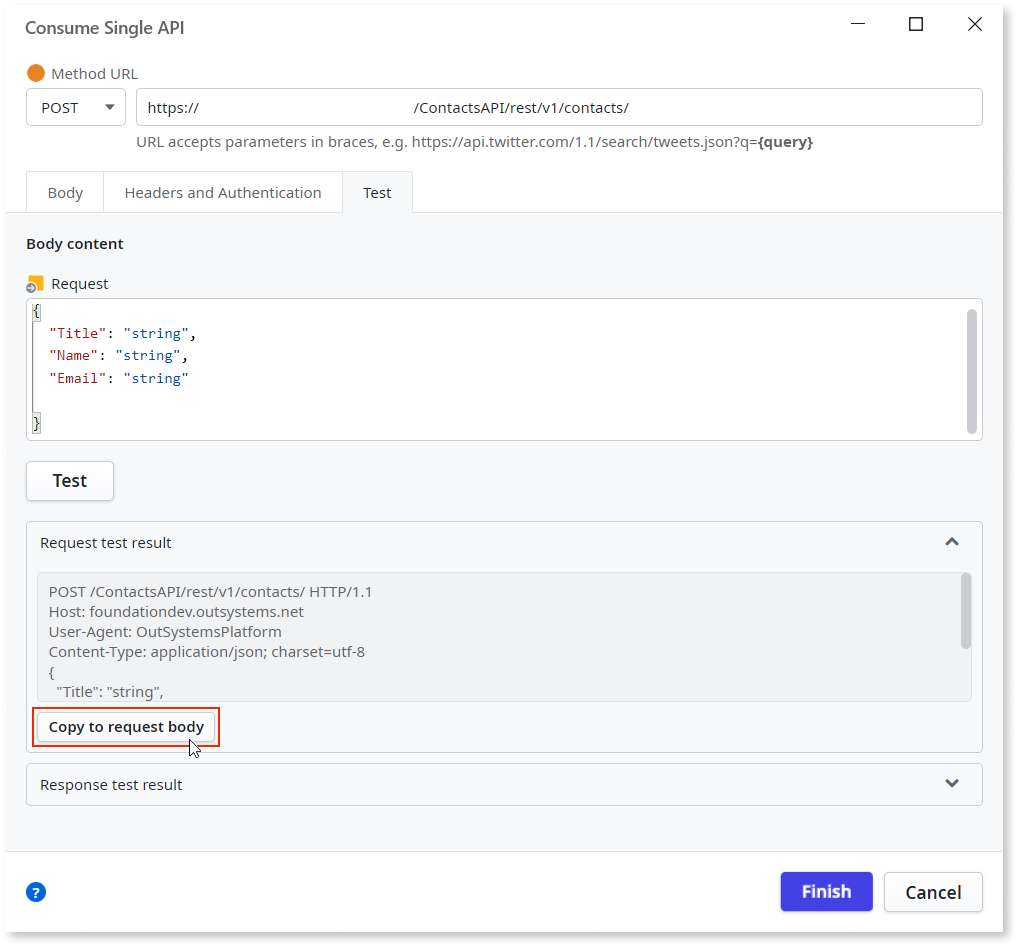 Consume Single API
Method URL
POST https:// /ContactsAPI/rest/v1/contacts/
URL accepts parameters in braces, e.g. https://api.twitter.com/1.1/search/tweets.json?q={query}
Body Headers and Authentication Test
Body content
Request
{
"Title": "string",
"Name": "string",
"Email": "string"
}
Test
Request test result
POST /ContactsAPI/rest/v1/contacts/ HTTP/1.1
Host: foundationdev.outsystems.net
User-Agent: OutSystemsPlatform
Content-Type: application/json; charset=utf-8
{
"Title": "string",
Copy to request body
Response test result
? Finish Cancel